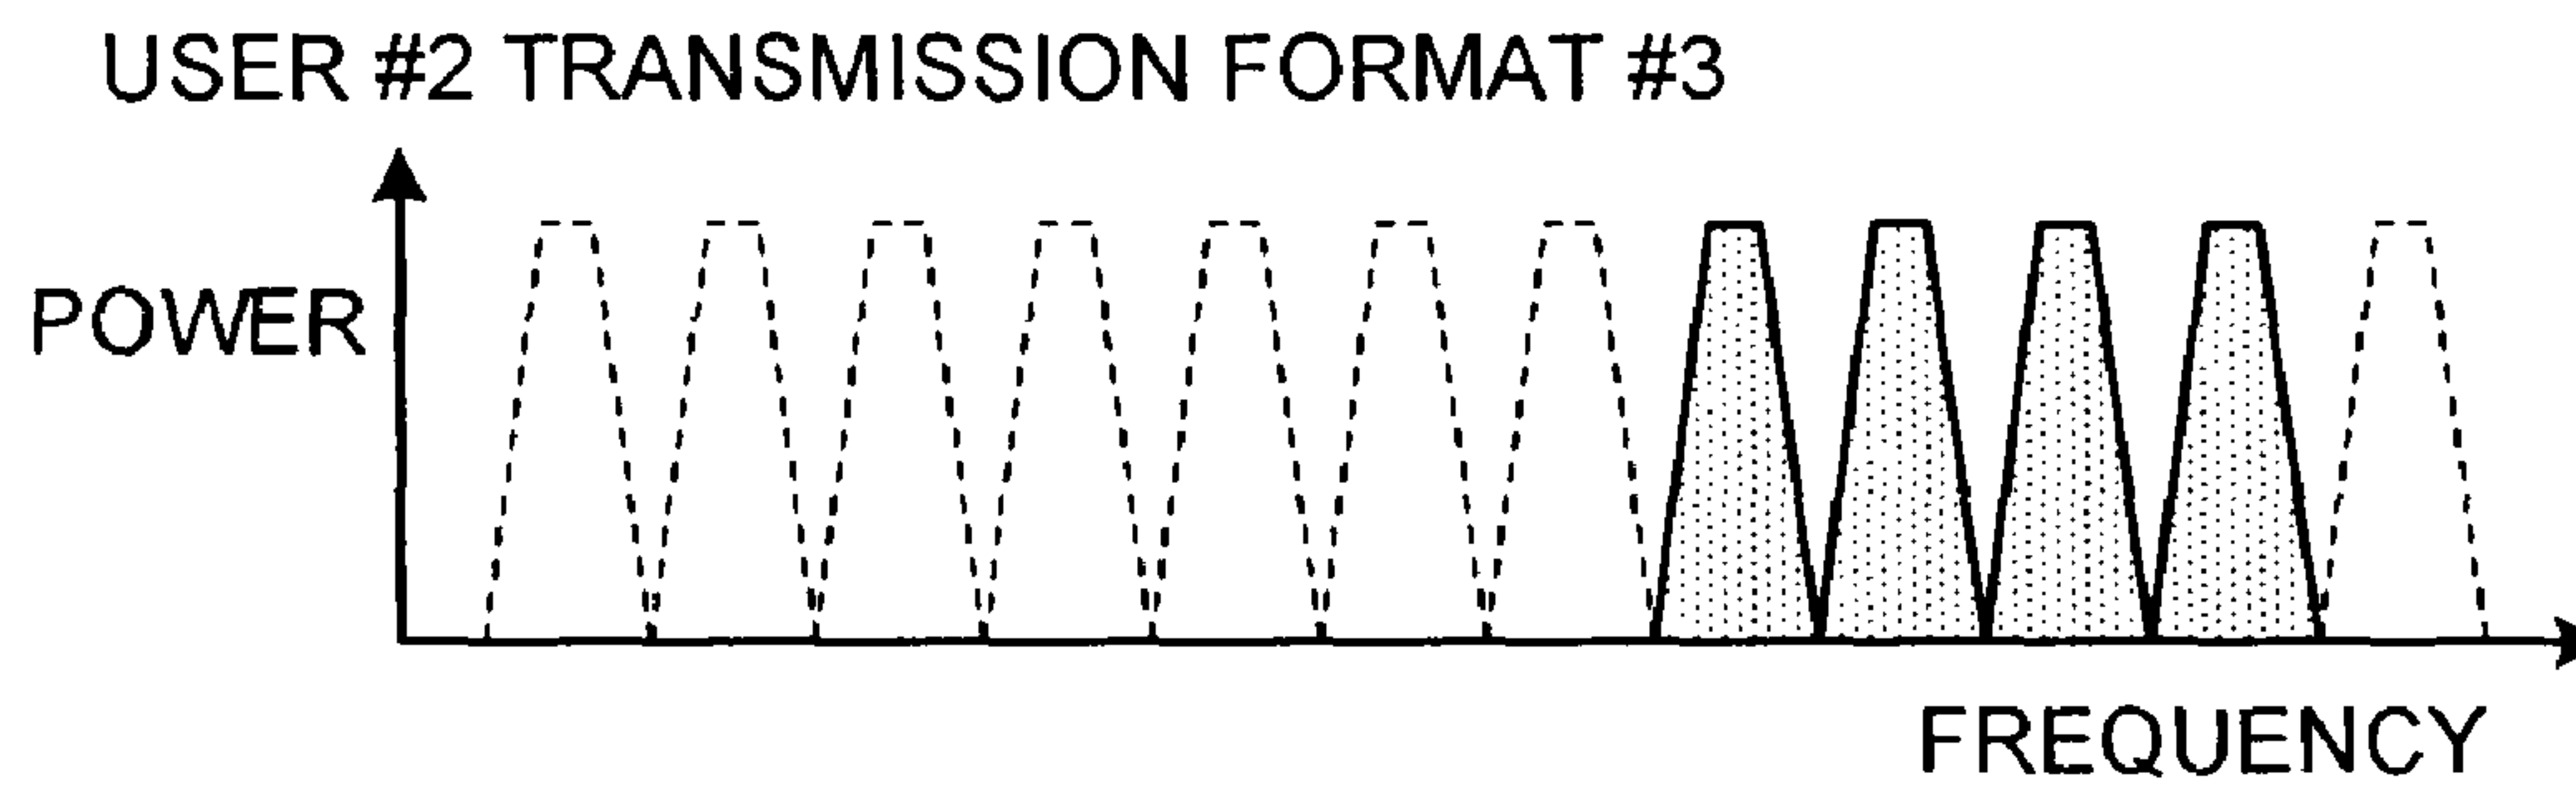 USER #2 TRANSMISSION FORMAT #3
POWER
FREQUENCY